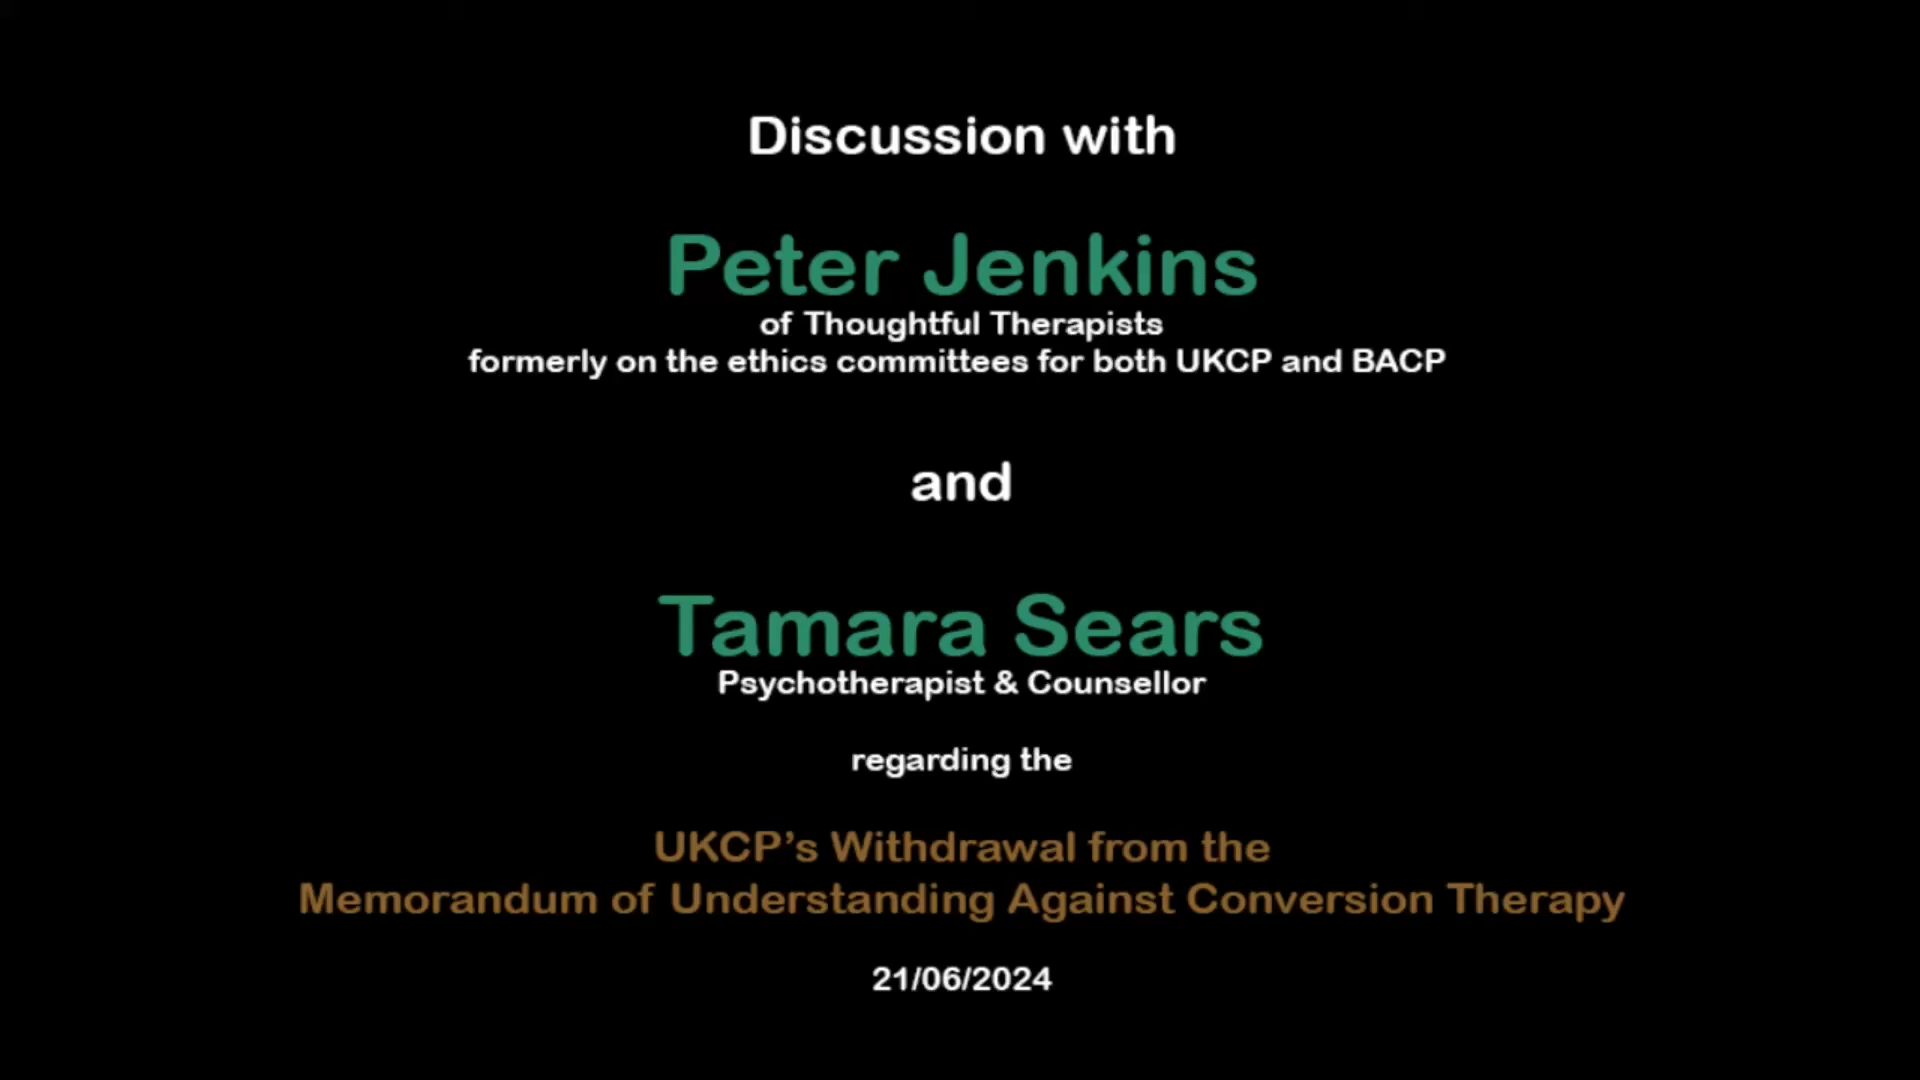 Discussion with
Peter Jenkins
of Thoughtful Therapists
formerly on the ethics committees for both UKCP and BACP
and
Tamara Sears
Psychotherapist & Counsellor
regarding the
UKCP’s Withdrawal from the
Memorandum of Understanding Against Conversion Therapy
21/06/2024